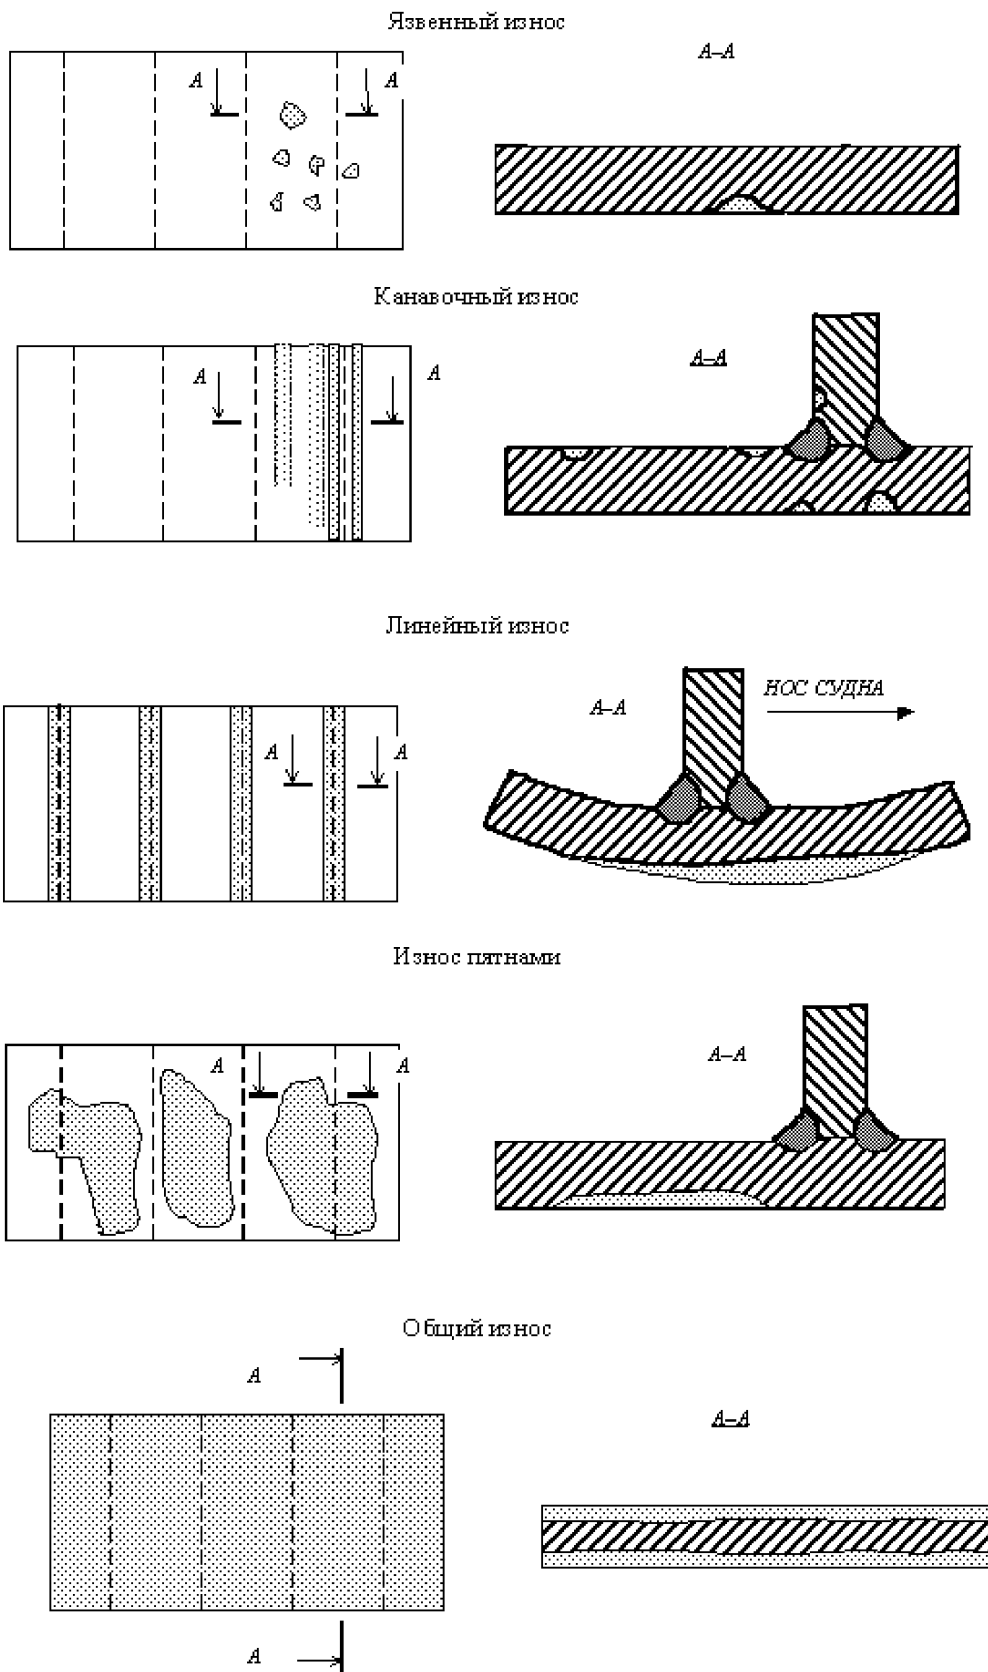 Язвенный износ
А–А
А А
Канавочный износ
А–А
А А
Линейный износ
А–А НОС СУДНА
А А
Износ пятнами
А–А
А А
Общий износ
А
А–А
А